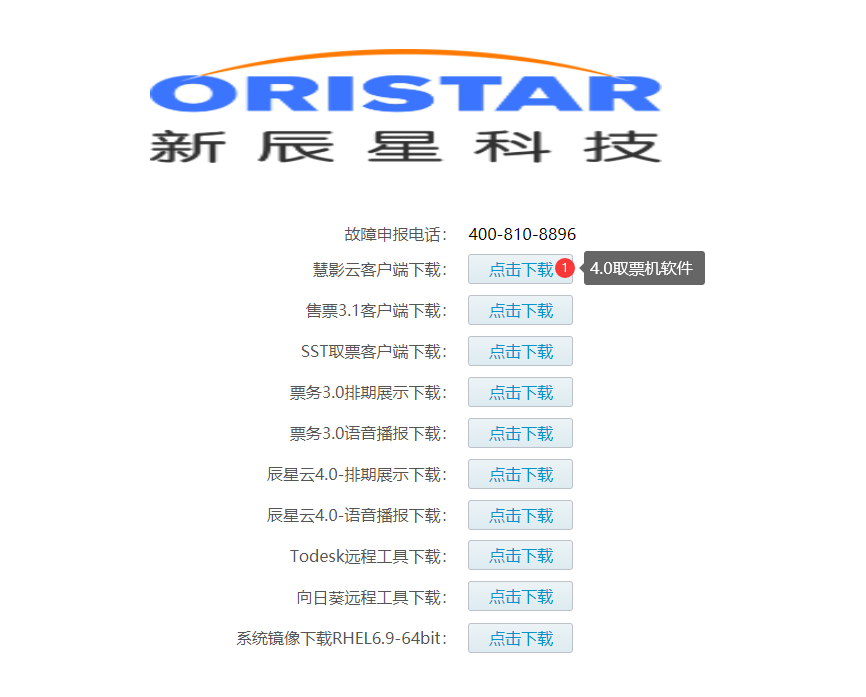 ORISTAR
新辰星科技
故障申报电话： 400-810-8896
慧影云客户端下载： 点击下载 1 4.0取票机软件
售票3.1客户端下载： 点击下载
SST取票客户端下载： 点击下载
票务3.0排期展示下载： 点击下载
票务3.0语音播报下载： 点击下载
辰星云4.0-排期展示下载： 点击下载
辰星云4.0-语音播报下载： 点击下载
Todesk远程工具下载： 点击下载
向日葵远程工具下载： 点击下载
系统镜像下载RHEL6.9-64bit： 点击下载